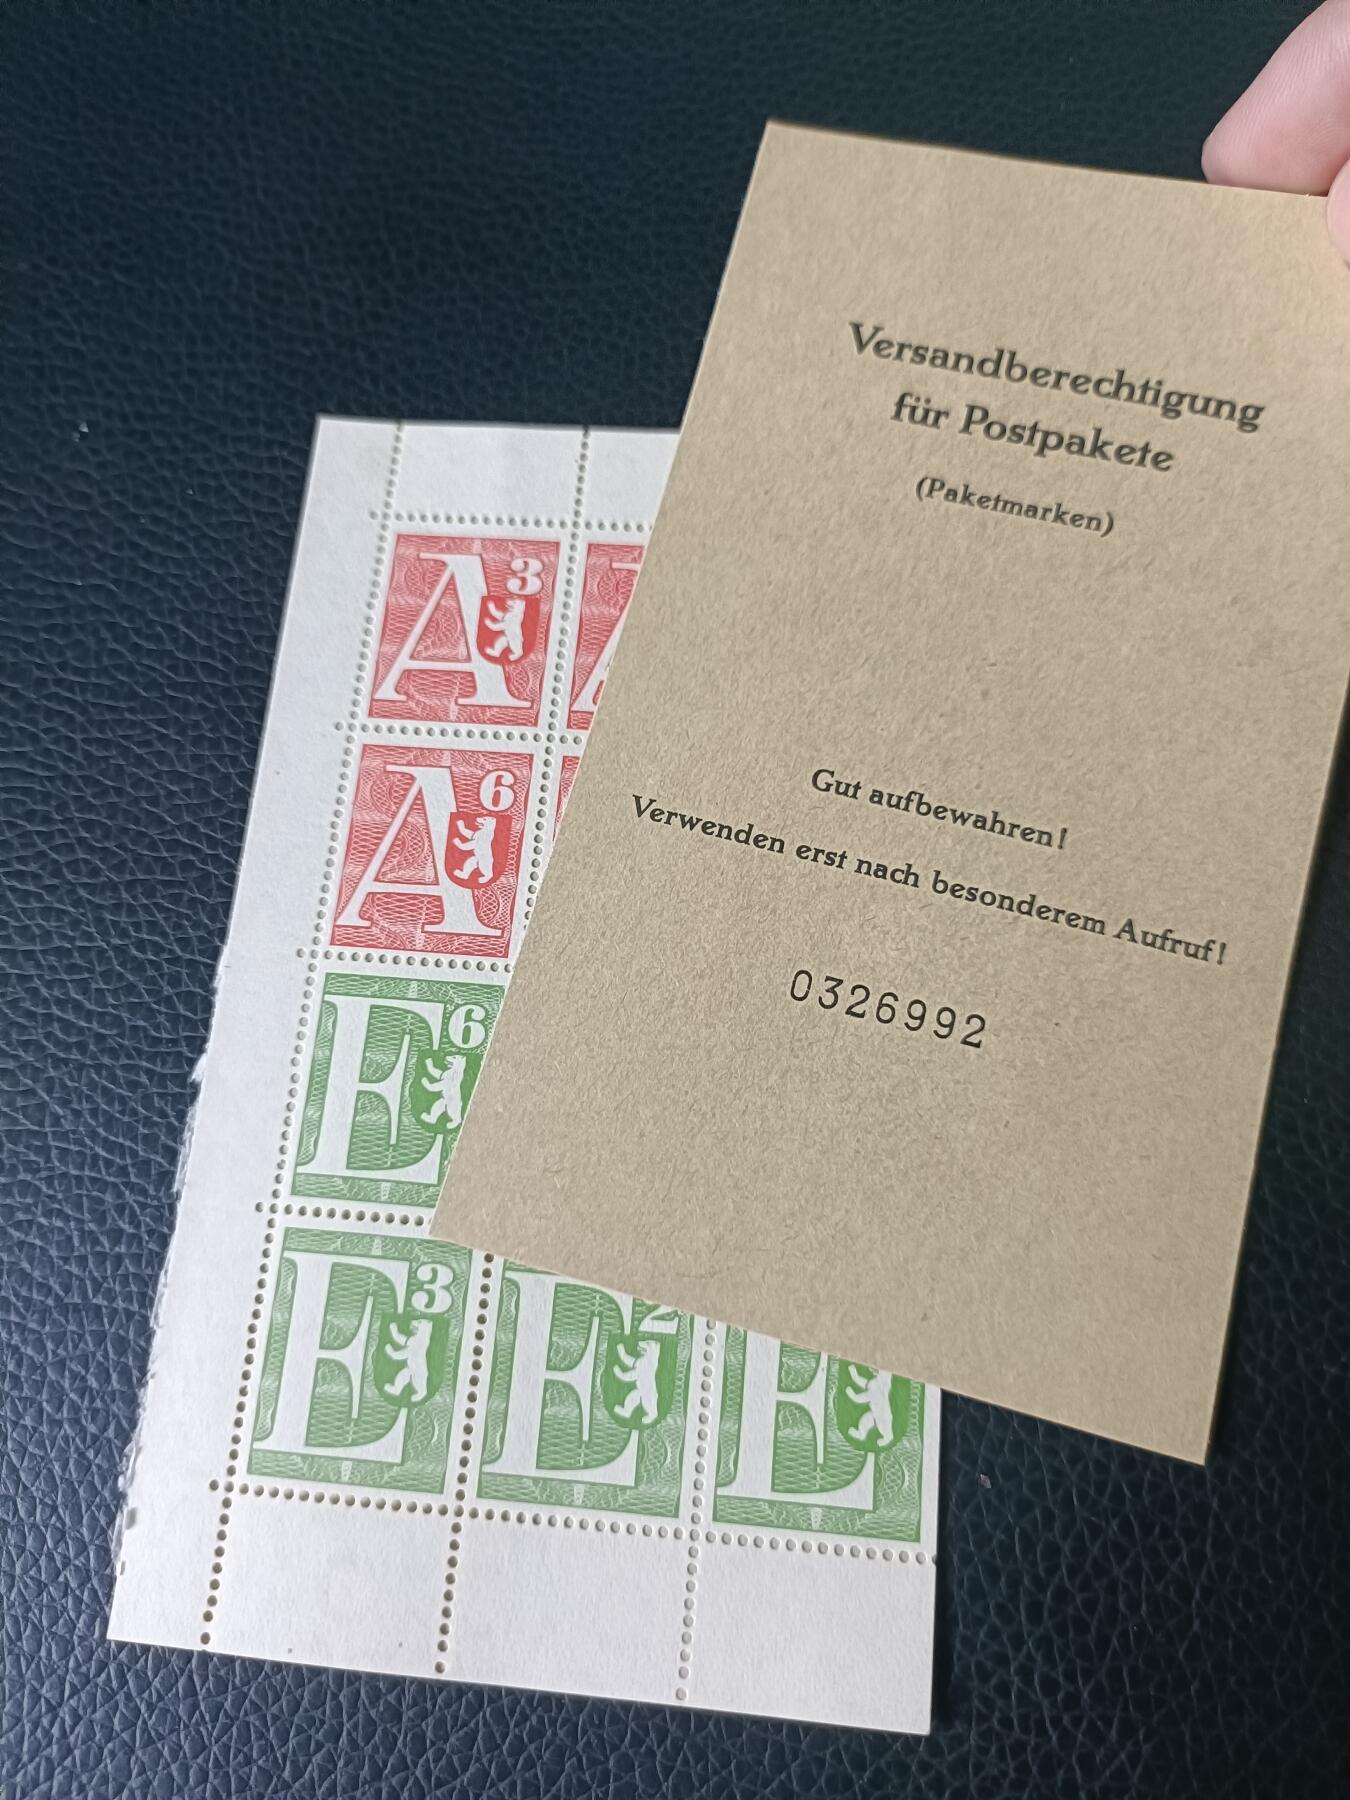 Versandberechtigung
für Postpakete
(Paketmarken)
Gut aufbewahren!
Verwenden erst nach besonderem Aufruf!
0326992
A 3
A 6
E 6
E 3
E 2
E